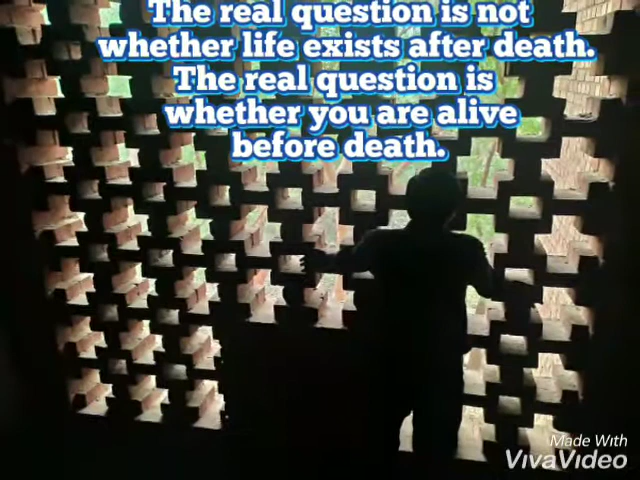 The real question is not
whether life exists after death.
The real question is
whether you are alive
before death.
Made With
VivaVideo